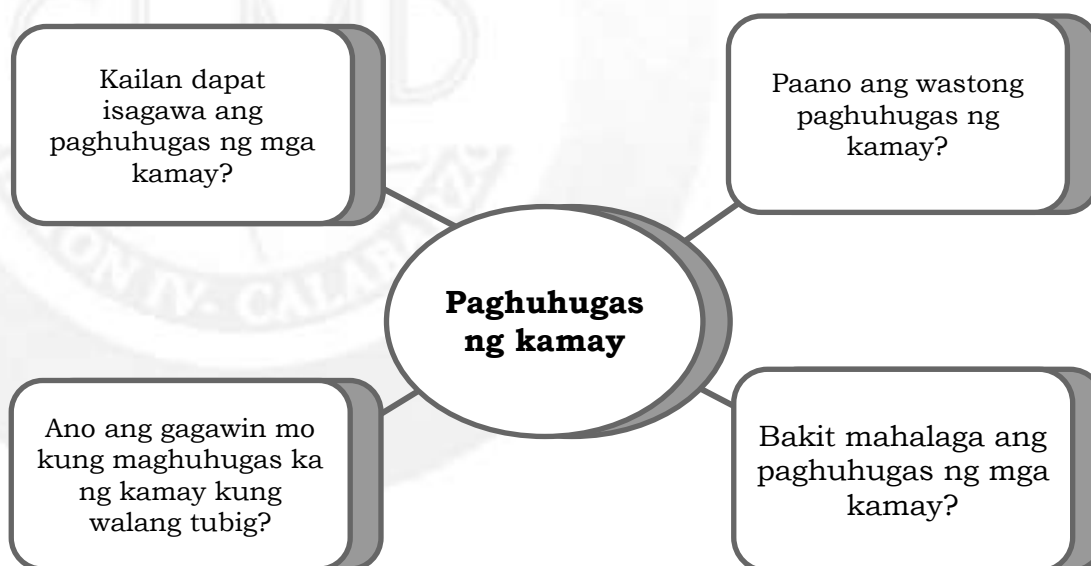 Kailan dapat
isagawa ang
paghuhugas ng mga
kamay?
Paano ang wastong
paghuhugas ng
kamay?
Paghuhugas
ng kamay
Ano ang gagawin mo
kung maghuhugas ka
ng kamay kung
walang tubig?
Bakit mahalaga ang
paghuhugas ng mga
kamay?